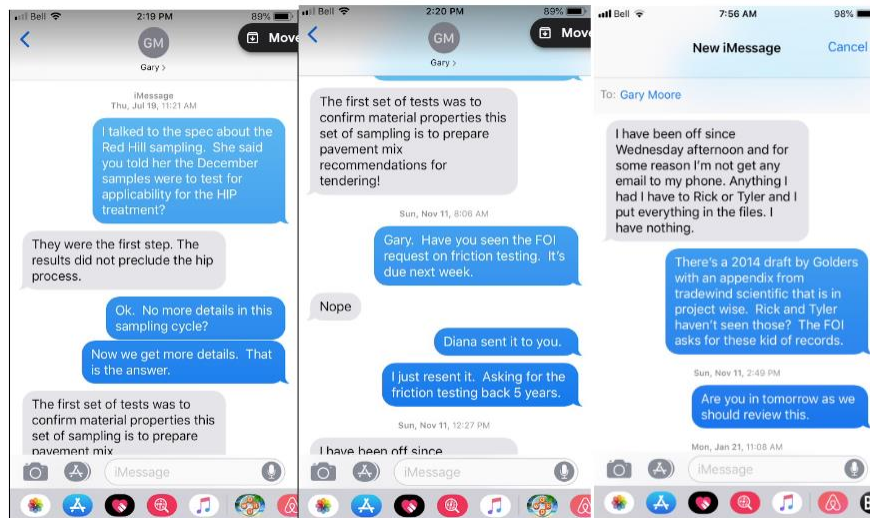 Bell
2:19 PM
89%
GM
Move
Gary >
iMessage
Thu, Jul 19, 11:21 AM
I talked to the spec about the
Red Hill sampling. She said
you told her the December
samples were to test for
applicability for the HIP
treatment?
They were the first step. The
results did not preclude the hip
process.
Ok. No more details in this
sampling cycle?
Now we get more details. That
is the answer.
The first set of tests was to
confirm material properties this
set of sampling is to prepare
pavement mix
iMessage
Bell
2:20 PM
89%
GM
Move
Gary >
The first set of tests was to
confirm material properties this
set of sampling is to prepare
pavement mix
recommendations for
tendering!
Sun, Nov 11, 8:06 AM
Gary. Have you seen the FOI
request on friction testing. It's
due next week.
Nope
Diana sent it to you.
I just resent it. Asking for the
friction testing back 5 years.
Sun, Nov 11, 12:27 PM
I have been off since
iMessage
Bell
7:56 AM
98%
New iMessage
Cancel
To: Gary Moore
I have been off since
Wednesday afternoon and for
some reason I'm not get any
email to my phone. Anything I
had I have to Rick or Tyler and I
put everything in the files. I
have nothing.
There's a 2014 draft by Golders
with an appendix from
tradewind scientific that is in
project wise. Rick and Tyler
haven't seen those? The FOI
asks for these kid of records.
Sun, Nov 11, 2:49 PM
Are you in tomorrow as we
should review this.
Mon, Jan 21, 11:08 AM
iMessage